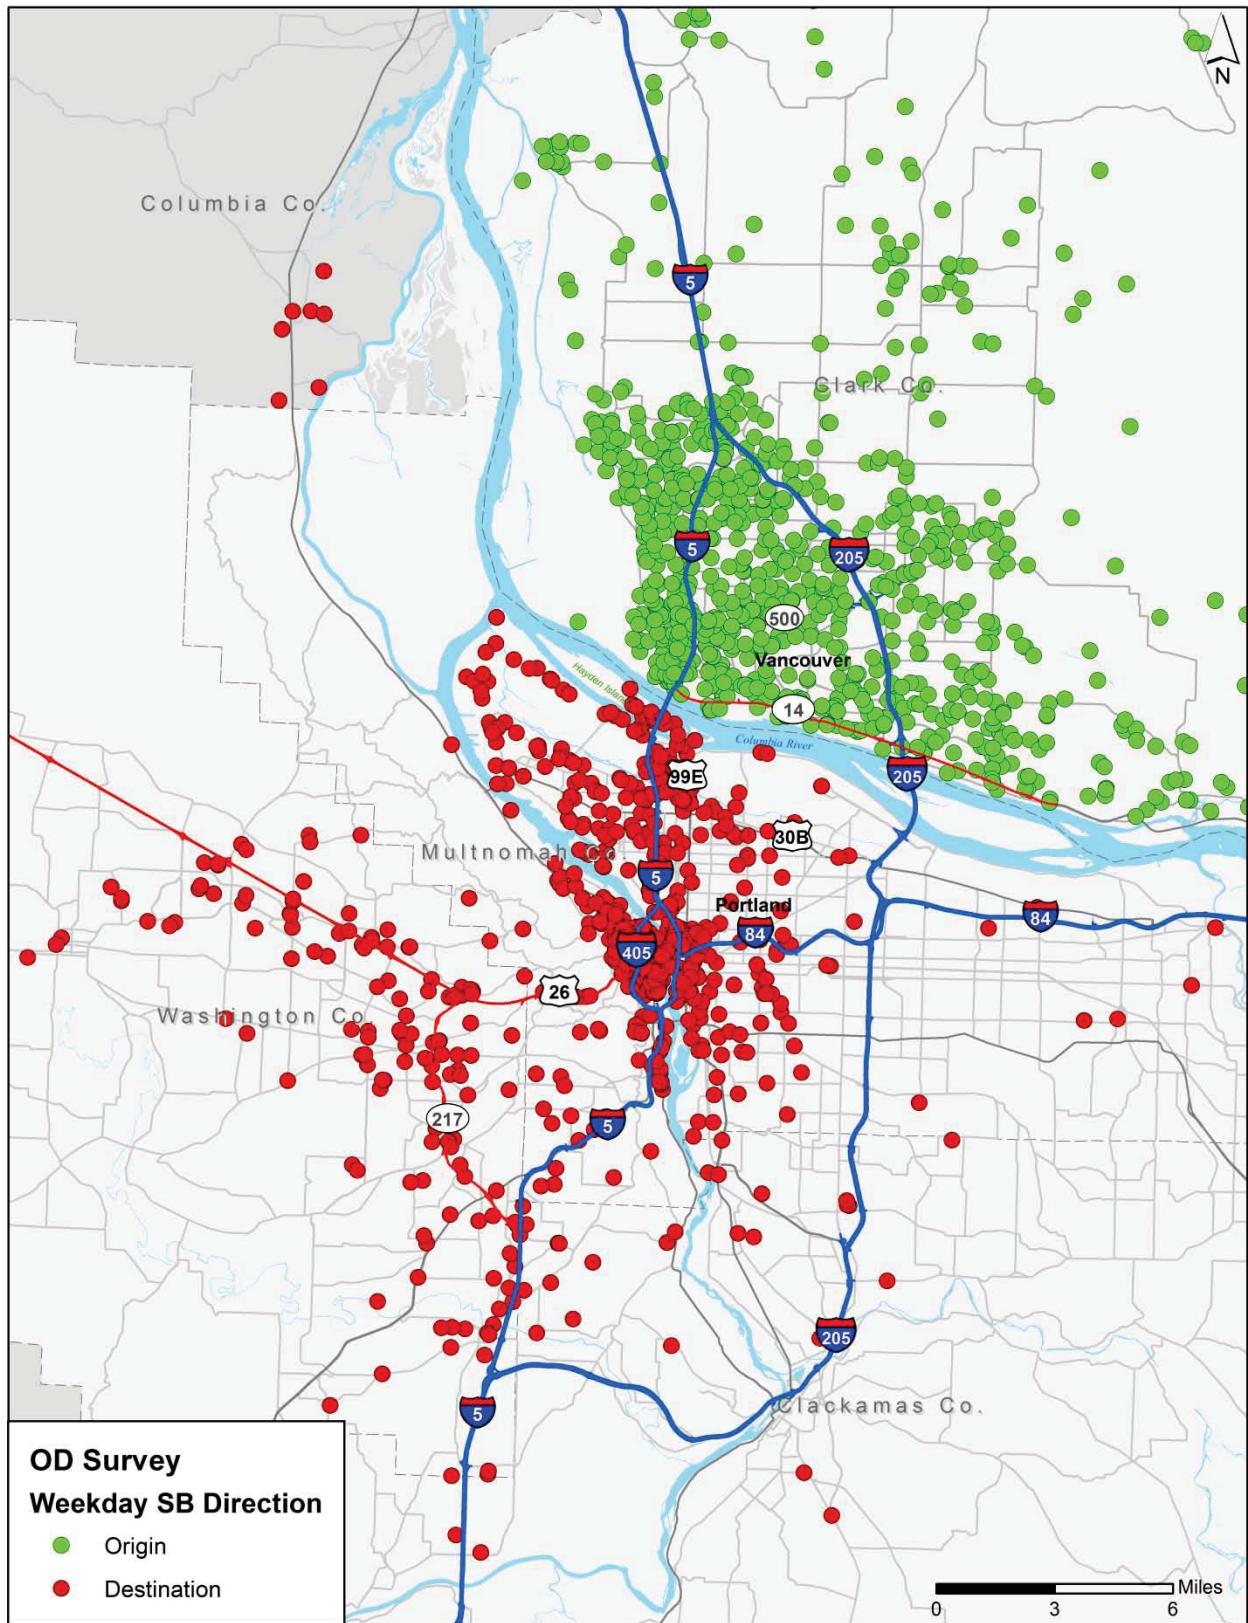 N
Columbia Co.
5
Clark Co.
5
205
500
Vancouver
Hayden Island
14
Columbia River
205
99E
30B
Multnomah Co.
5
Portland
84
84
405
26
Washington Co.
217
5
205
5
Clackamas Co.
OD Survey
Weekday SB Direction
Origin
Destination
Miles
0 3 6